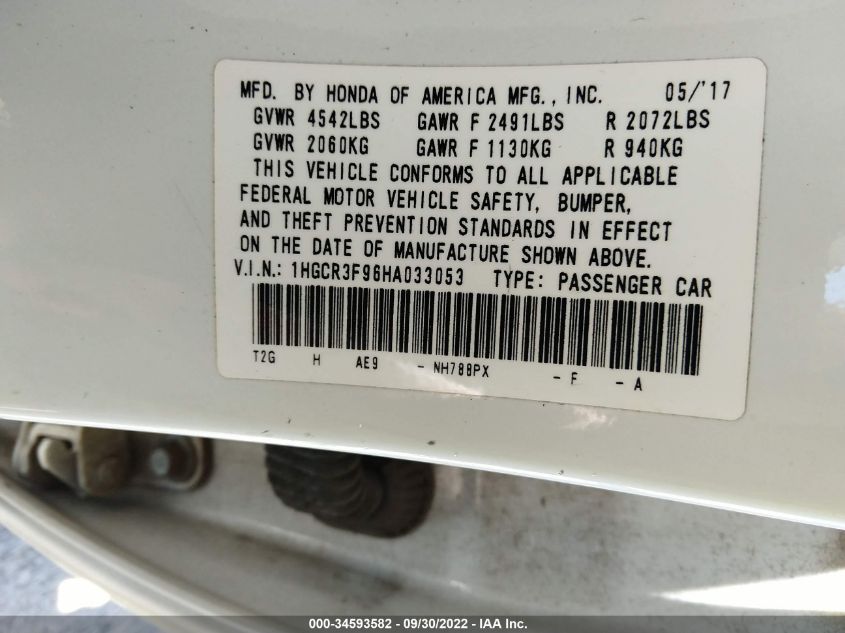 MFD. BY HONDA OF AMERICA MFG., INC. 05/'17
GVWR 4542LBS GAWR F 2491LBS R 2072LBS
GVWR 2060KG GAWR F 1130KG R 940KG
THIS VEHICLE CONFORMS TO ALL APPLICABLE
FEDERAL MOTOR VEHICLE SAFETY, BUMPER,
AND THEFT PREVENTION STANDARDS IN EFFECT
ON THE DATE OF MANUFACTURE SHOWN ABOVE.
V.I.N.: 1HGCR3F96HA033053 TYPE: PASSENGER CAR
T2G H AE9 - NH788PX - F - A
000-34593582 - 09/30/2022 - IAA Inc.